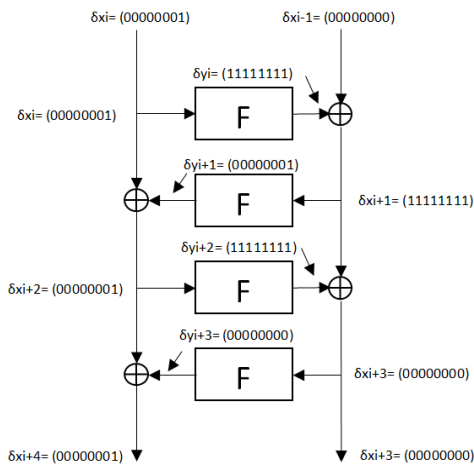 δxi= (00000001)
δxi-1= (00000000)
δyi= (11111111)
δxi= (00000001)
F
δyi+1= (00000001)
F
δxi+1= (11111111)
δyi+2= (11111111)
δxi+2= (00000001)
F
δyi+3= (00000000)
F
δxi+3= (00000000)
δxi+4= (00000001)
δxi+3= (00000000)